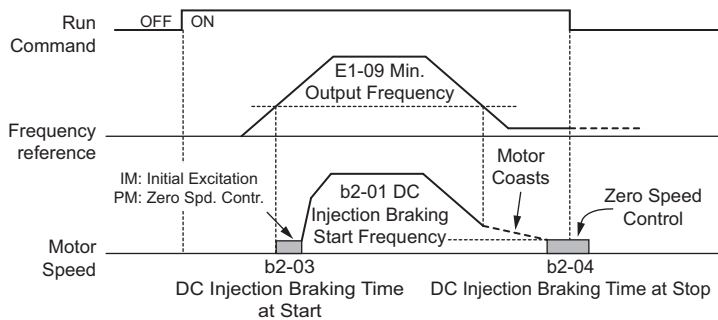 Run
Command
OFF
ON
E1-09 Min.
Output Frequency
Frequency
reference
IM: Initial Excitation
PM: Zero Spd. Contr.
b2-01 DC
Injection Braking
Start Frequency
Motor
Coasts
Zero Speed
Control
Motor
Speed
b2-03
DC Injection Braking Time
at Start
b2-04
DC Injection Braking Time at Stop